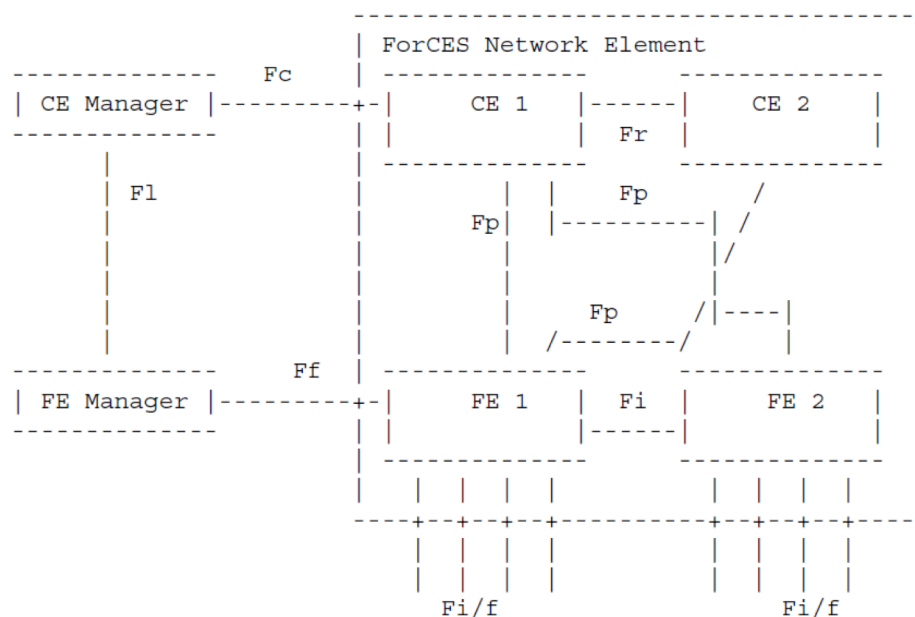 ForCES Network Element
Fc
CE Manager CE 1 CE 2
Fr
Fl Fp
Fp
Fp
Ff
FE Manager FE 1 Fi FE 2
Fi/f Fi/f